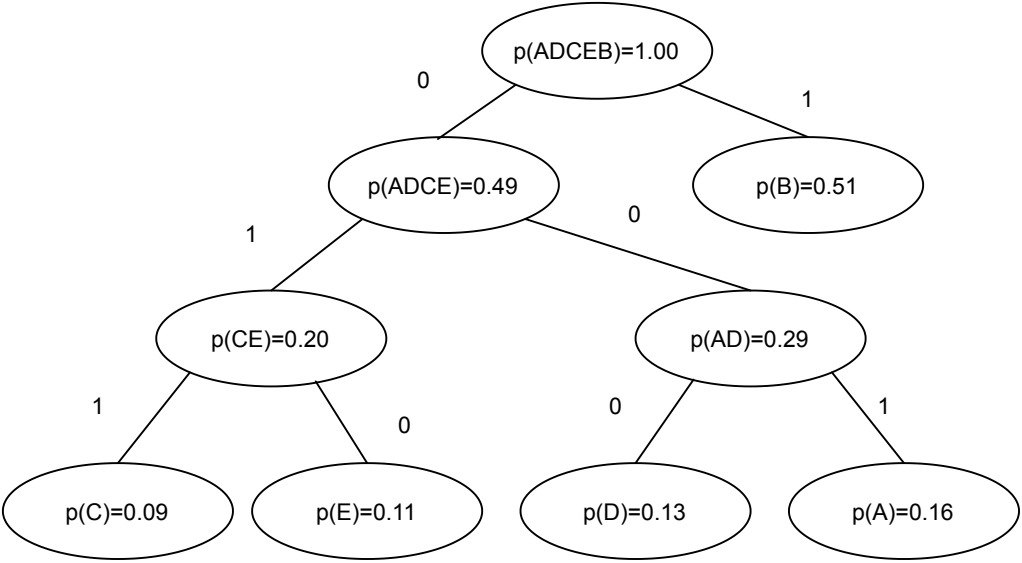 p(ADCEB)=1.00
0
1
p(ADCE)=0.49
p(B)=0.51
1
0
p(CE)=0.20
p(AD)=0.29
1
0
0
1
p(C)=0.09
p(E)=0.11
p(D)=0.13
p(A)=0.16